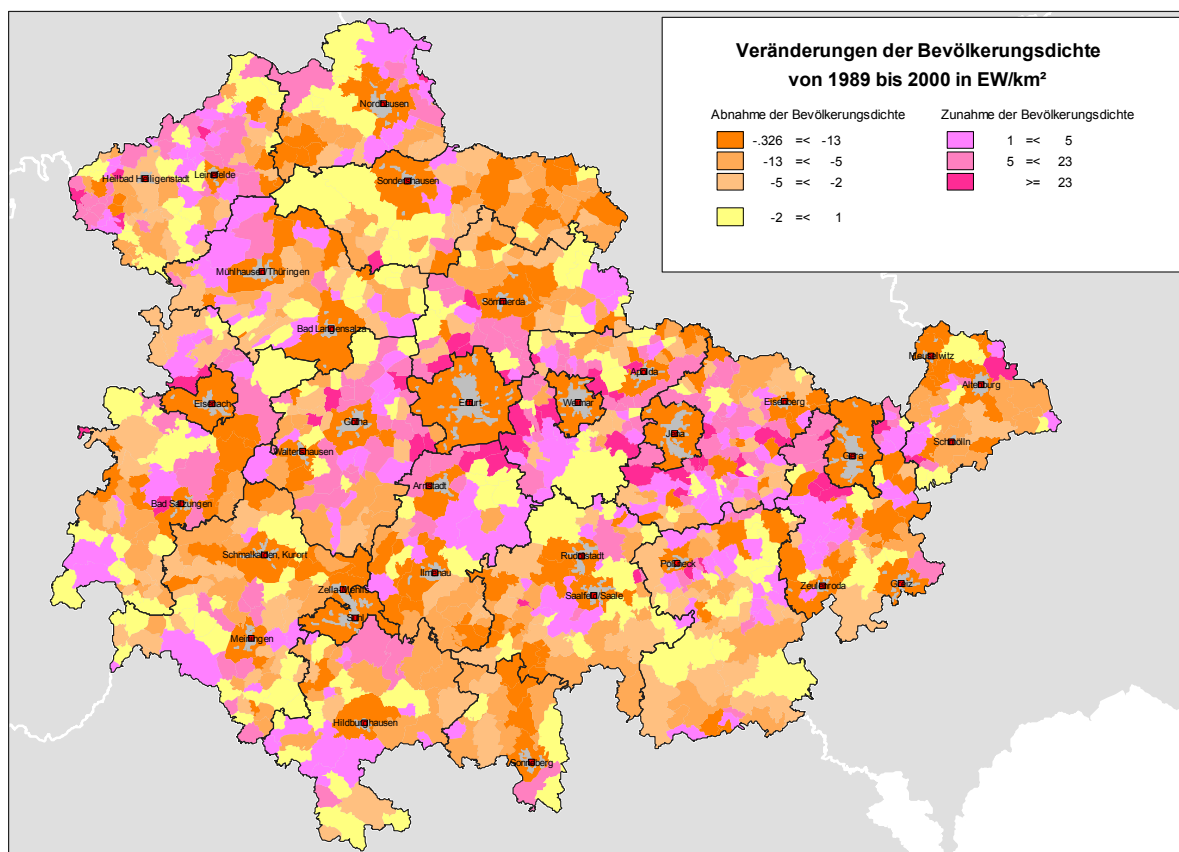 Veränderungen der Bevölkerungsdichte
von 1989 bis 2000 in EW/km²
Abnahme der Bevölkerungsdichte
-.326 =< -13
-13 =< -5
-5 =< -2
-2 =< 1
Zunahme der Bevölkerungsdichte
1 =< 5
5 =< 23
>= 23
Nordhausen
Heilbad Heiligenstadt
Leinefelde
Sondershausen
Mühlhausen/Thüringen
Sömmerda
Bad Langensalza
Meuselwitz
Apolda
Altenburg
Eisenach
Erfurt
Weimar
Eisenberg
Gotha
Jena
Schmölln
Waltershausen
Gera
Arnstadt
Bad Salzungen
Schmalkalden, Kurort
Rudolstadt
Pößneck
Ilmenau
Zella-Mehlis
Saalfeld/Saale
Zeulenroda
Greiz
Suhl
Meiningen
Hildburghausen
Sonneberg